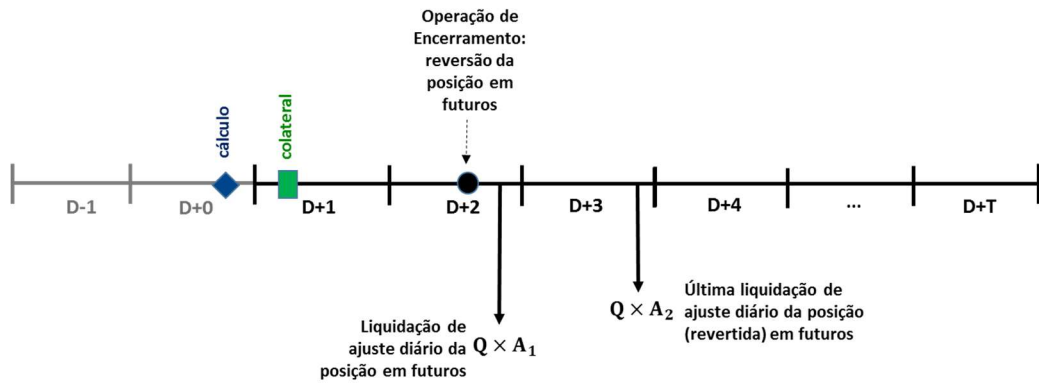 Operação de
Encerramento:
reversão da
posição em
futuros
cálculo
colateral
D-1
D+0
D+1
D+2
D+3
D+4
...
D+T
Liquidação de
ajuste diário da
posição em futuros
Q × A₁
Q × A₂
Última liquidação de
ajuste diário da posição
(revertida) em futuros